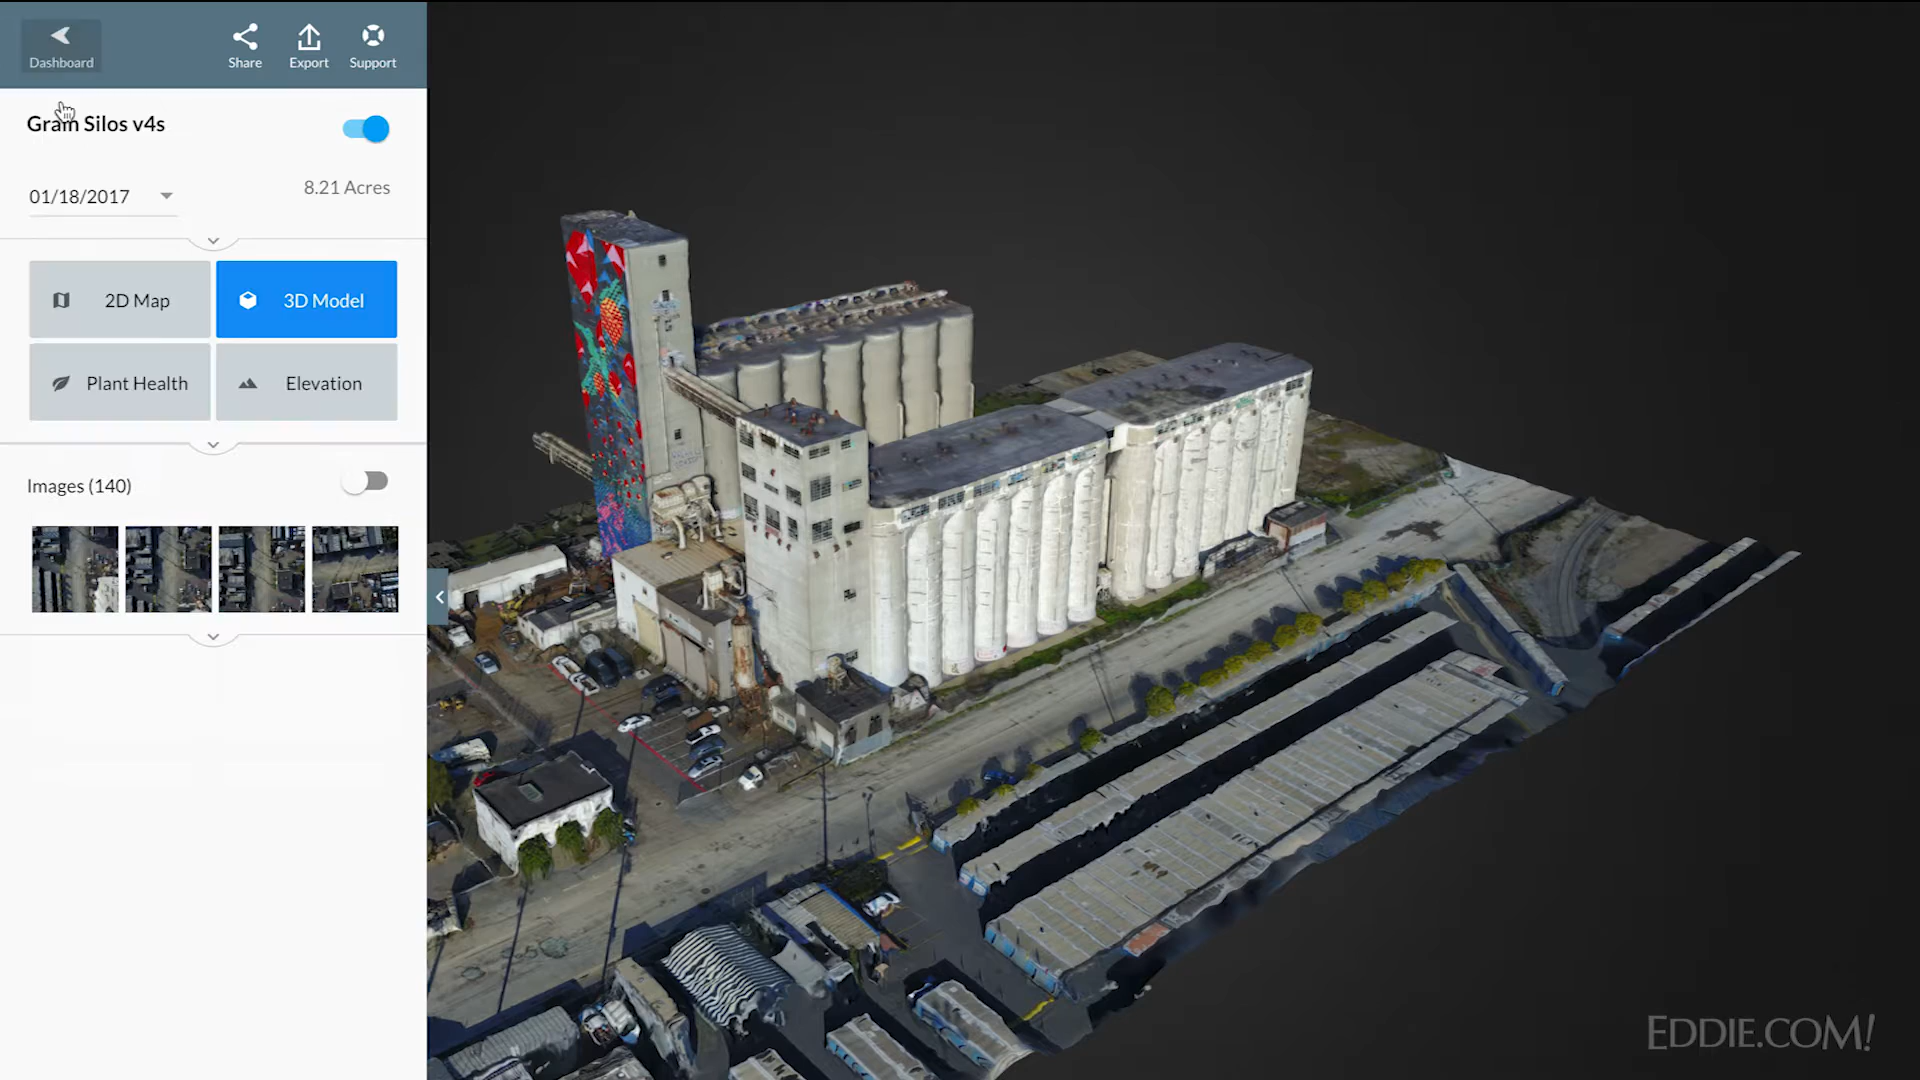 Dashboard
Share
Export
Support
Gram Silos v4s
01/18/2017
8.21 Acres
2D Map
3D Model
Plant Health
Elevation
Images (140)
EDDIE.COM!